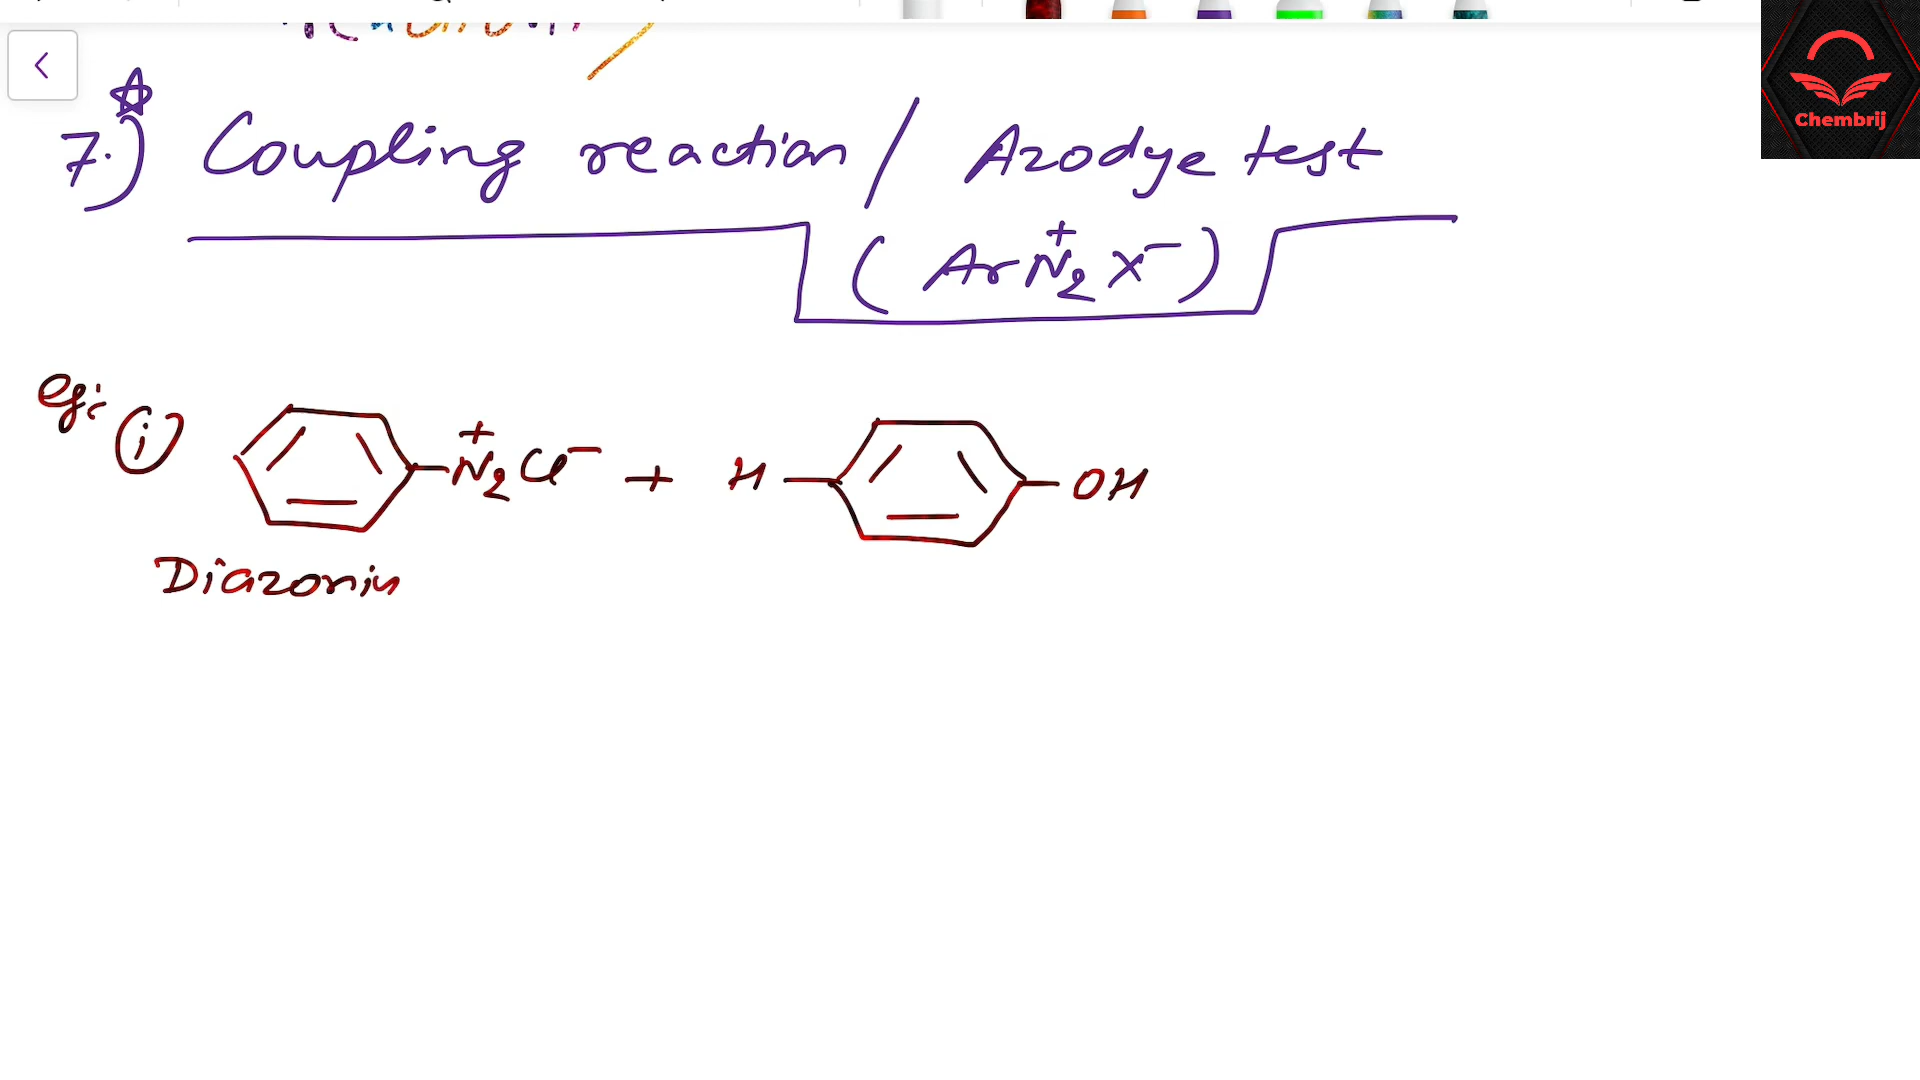 7.) Coupling reaction / Azodye test
(ArN₂⁺X⁻)
eg:- (i) N₂⁺Cl⁻ + H OH
Diazoniu
Chembrij